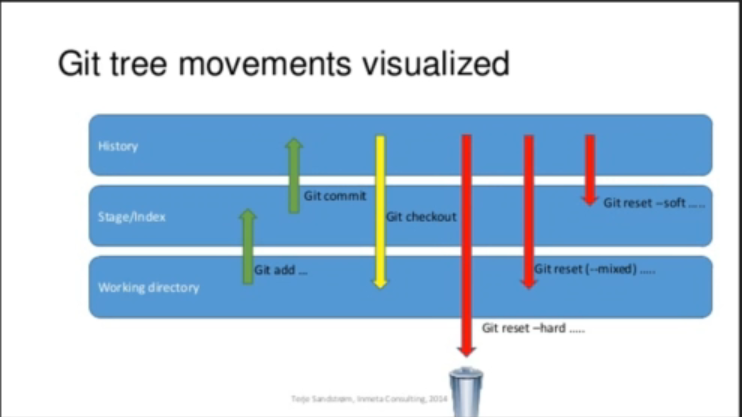 Git tree movements visualized
History
Git commit
Git reset –soft .....
Stage/Index
Git checkout
Git add ...
Git reset (--mixed) .....
Working directory
Git reset –hard .....
Terje Sandstrøm, Inmeta Consulting, 2014